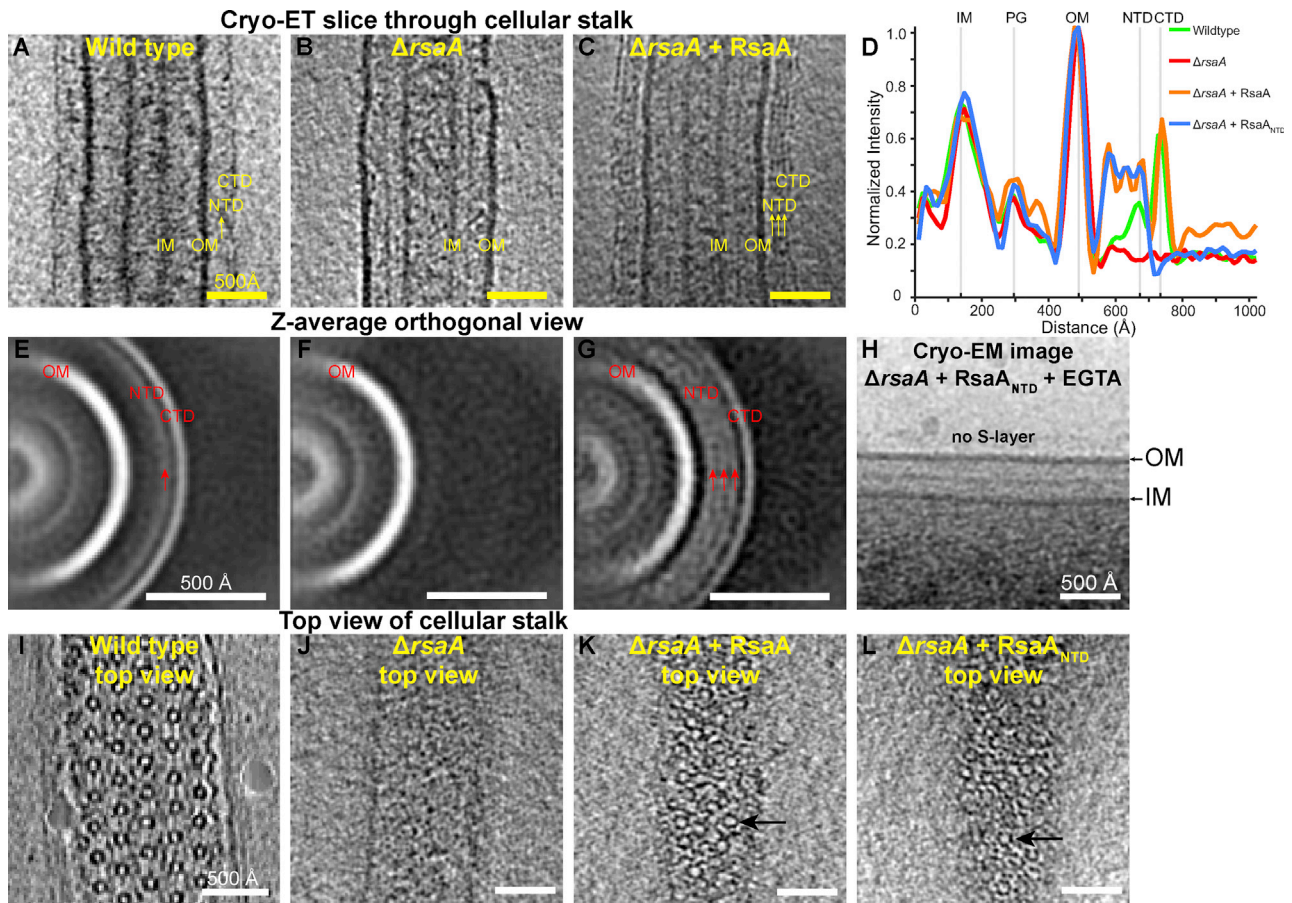 Cryo-ET slice through cellular stalk
A Wild type
CTD
NTD
IM OM
500Å
B ΔrsaA
IM OM
C ΔrsaA + RsaA
CTD
NTD
IM OM
D
IM PG OM NTD CTD
Wildtype
ΔrsaA
ΔrsaA + RsaA
ΔrsaA + RsaANTD
Normalized Intensity
1.0
0.8
0.6
0.4
0.2
0
0 200 400 600 800 1000
Distance (Å)
Z-average orthogonal view
E
OM
NTD
CTD
500 Å
F
OM
G
OM
NTD
CTD
H Cryo-EM image
ΔrsaA + RsaANTD + EGTA
no S-layer
OM
IM
500 Å
Top view of cellular stalk
I Wild type
top view
500 Å
J ΔrsaA
top view
K ΔrsaA + RsaA
top view
L ΔrsaA + RsaANTD
top view